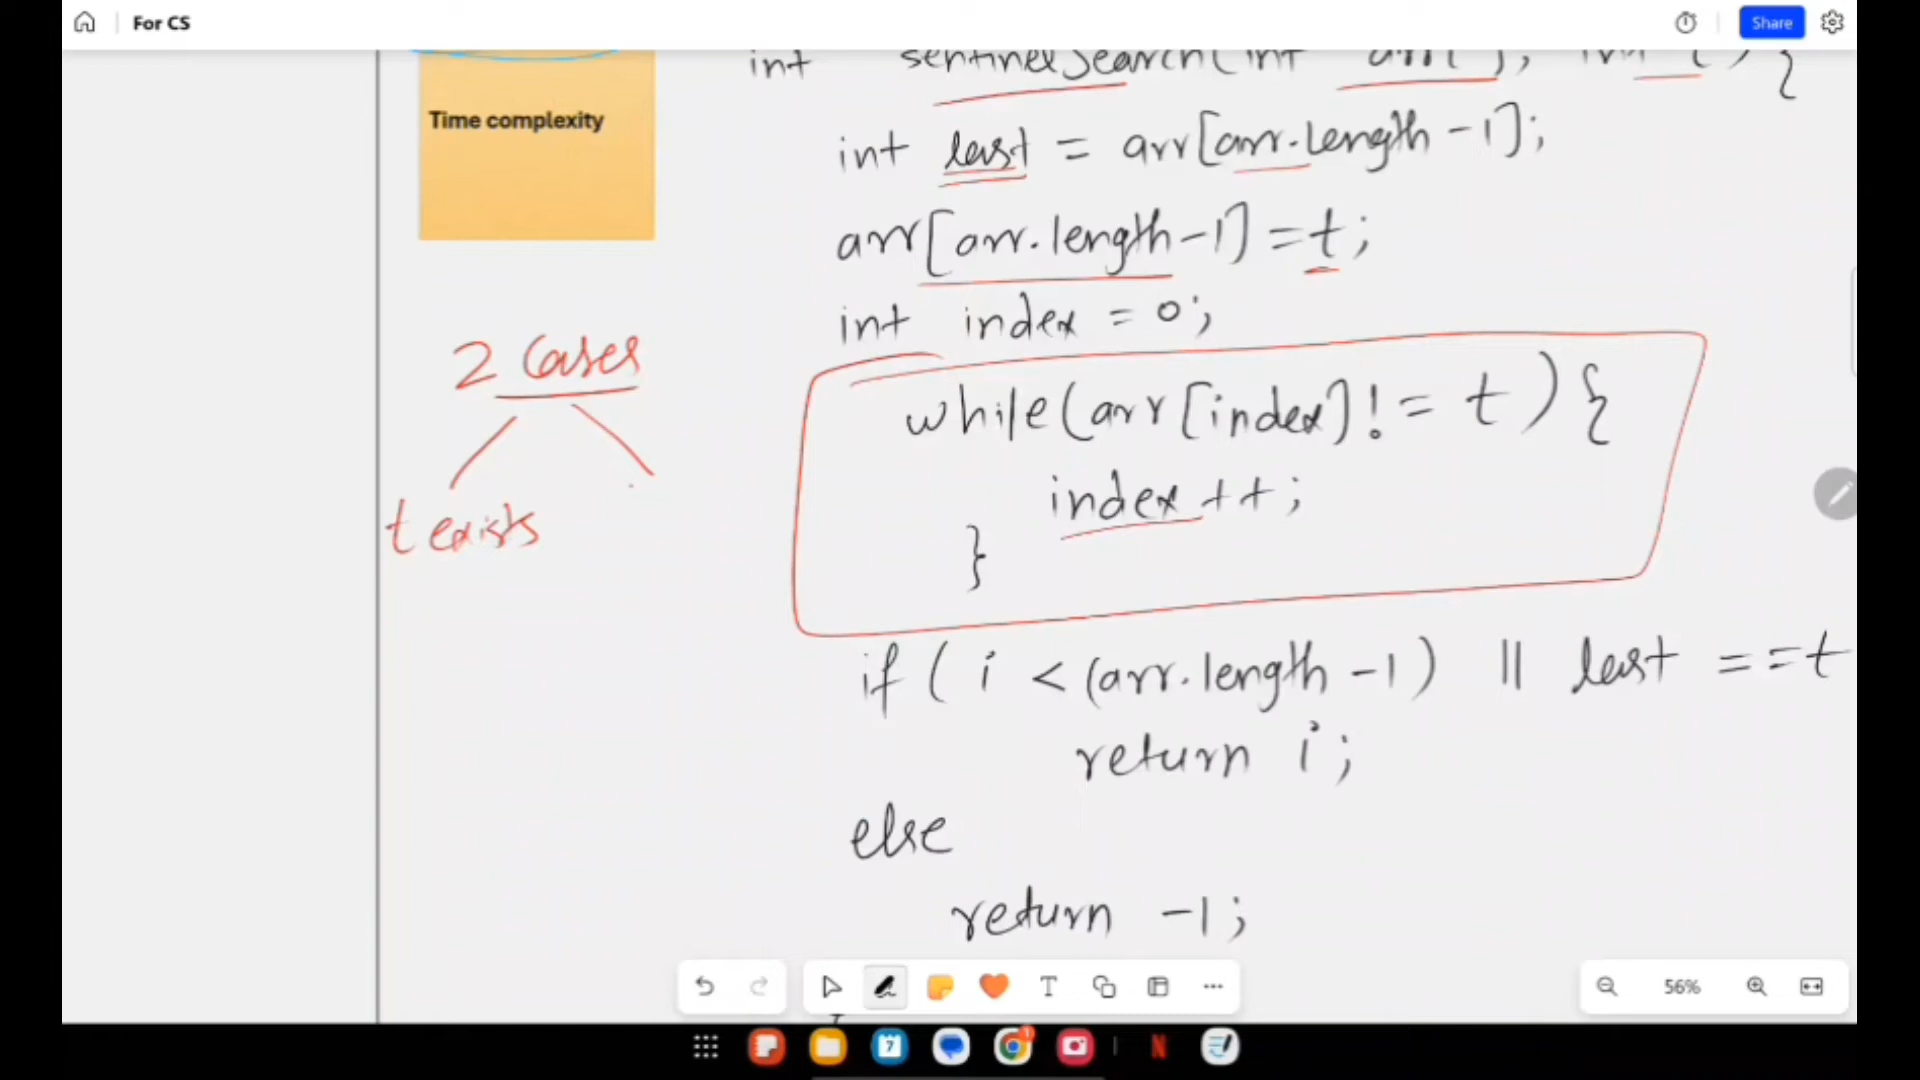 For CS
Share
int sentinelSearch(int arr[], int t) {
Time complexity
int last = arr[arr.length-1];
arr[arr.length-1]=t;
int index = 0;
2 Cases
while(arr[index]!= t){
index++;
t exists
}
if( i < (arr.length -1) || last ==t
return i;
else
return -1;
T
56%
7
1
N